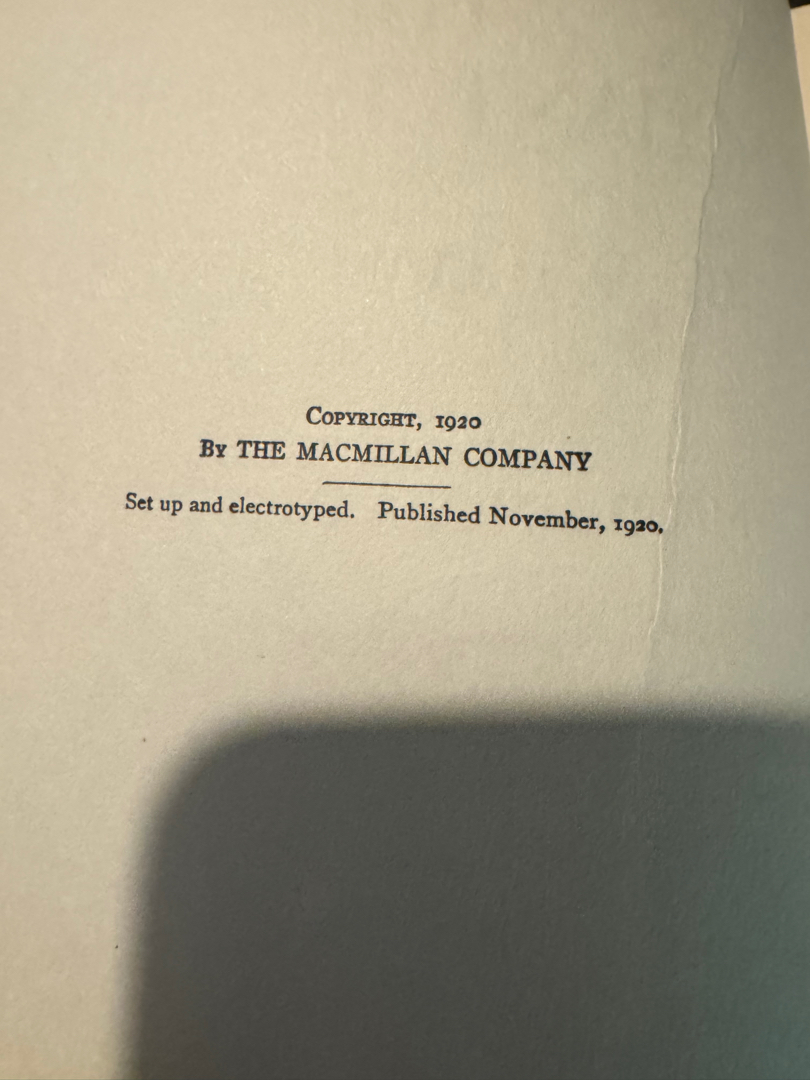 Copyright, 1920
By THE MACMILLAN COMPANY
Set up and electrotyped. Published November, 1920.